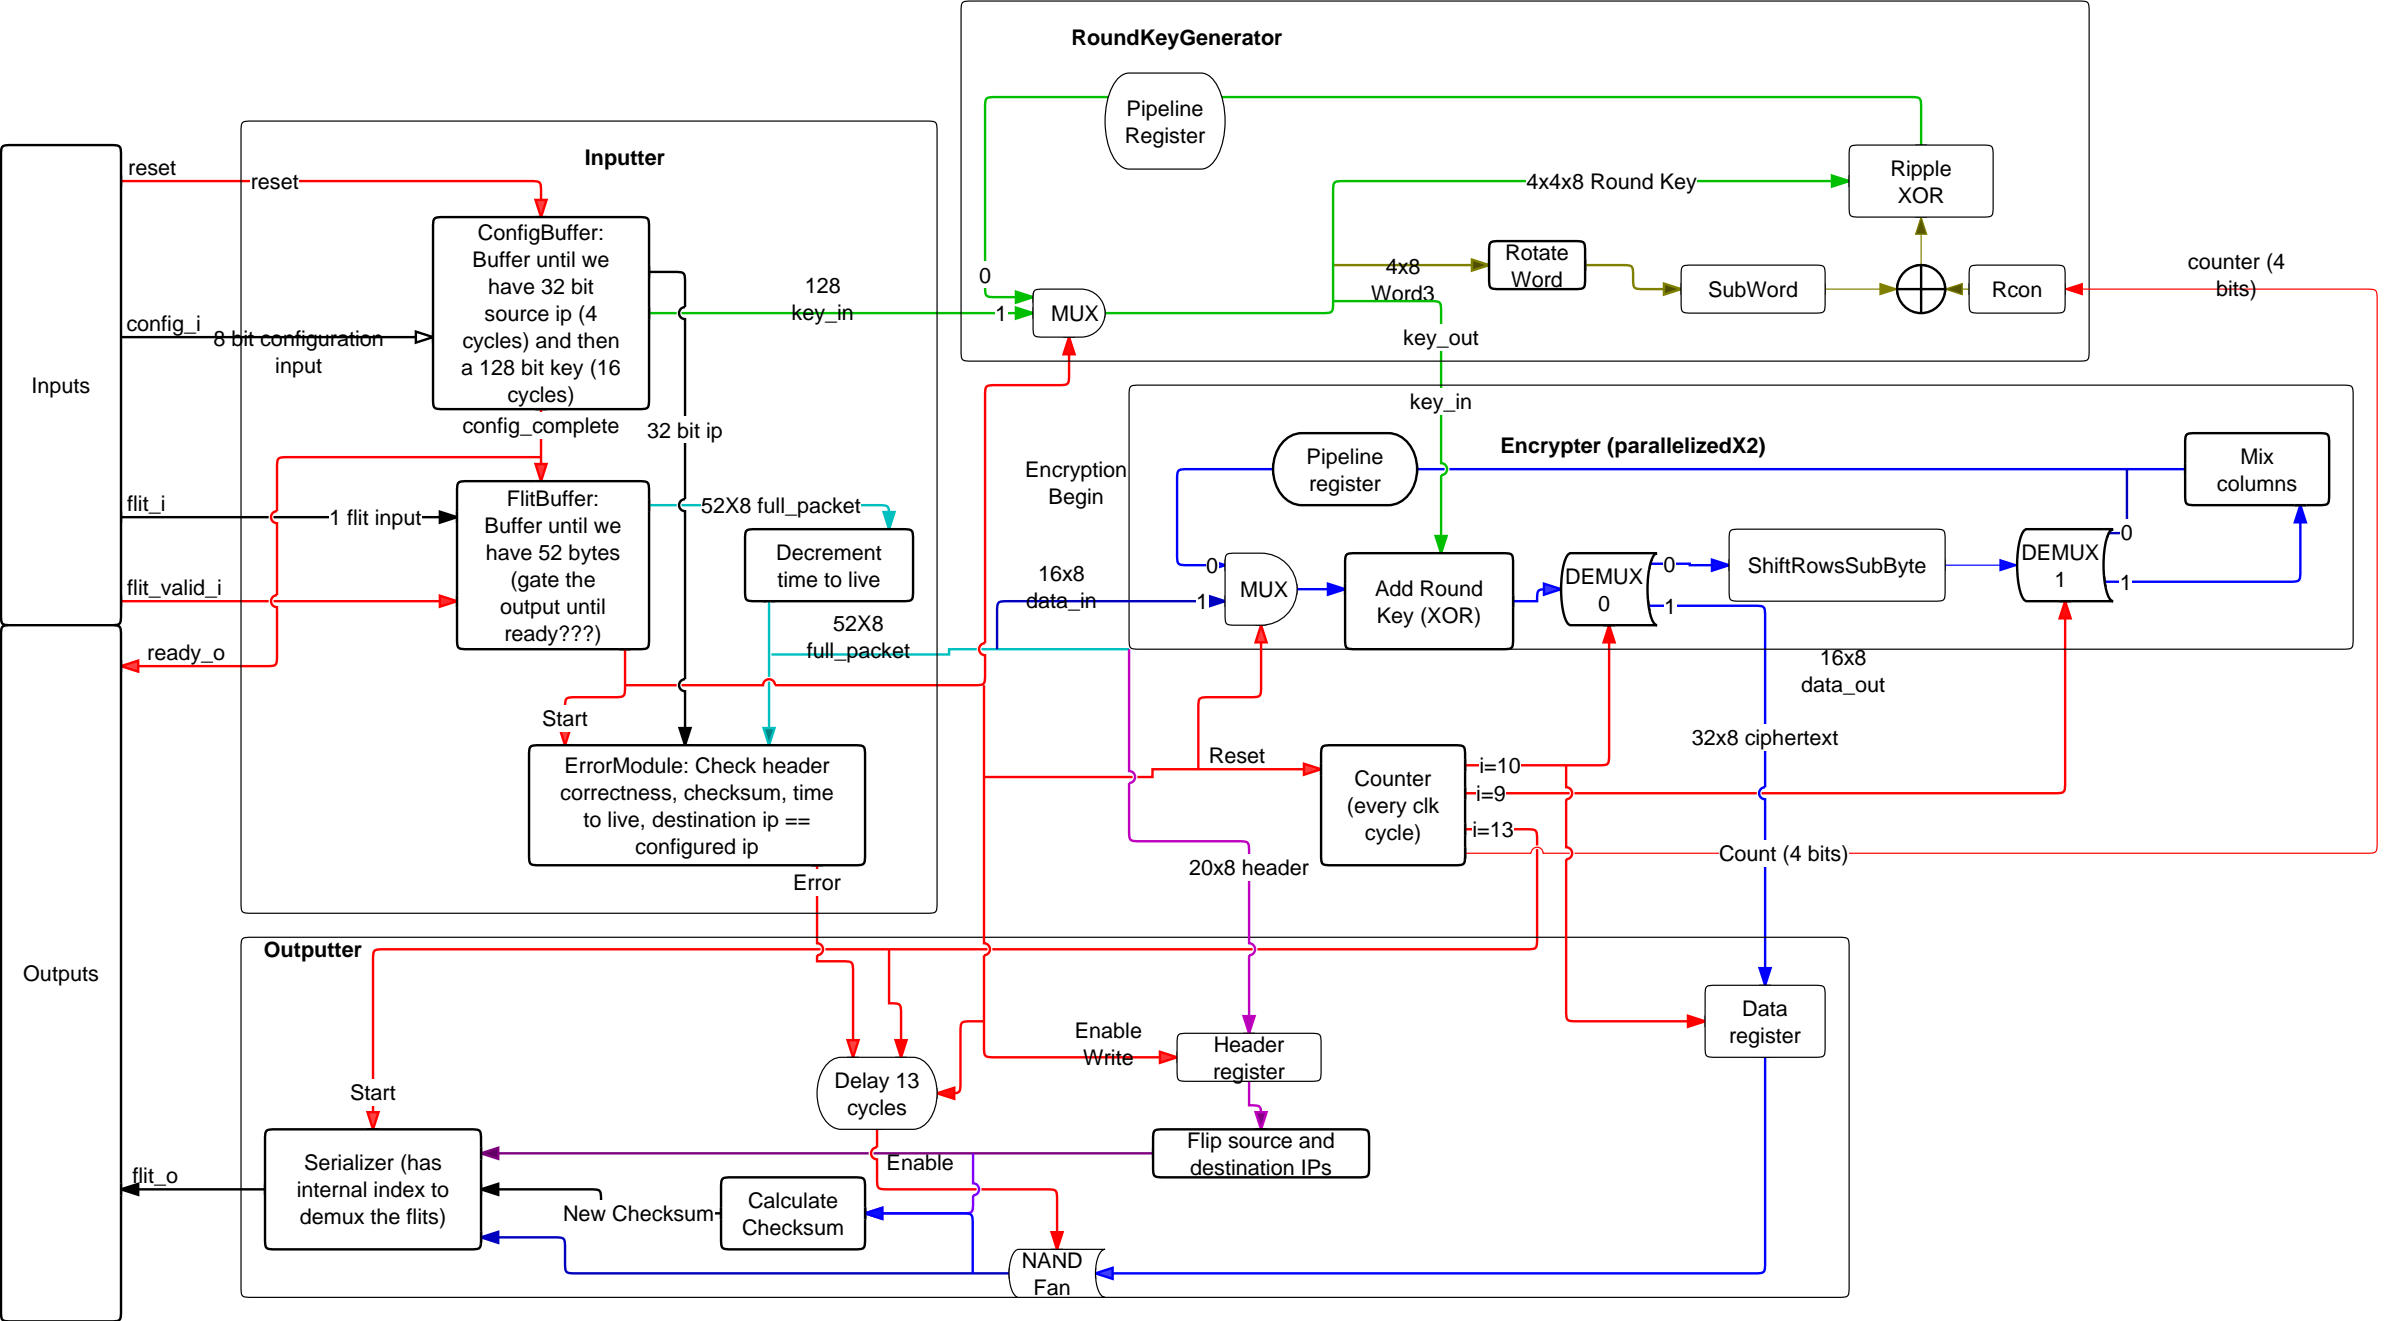 RoundKeyGenerator
Pipeline
Register
Ripple
XOR
4x4x8 Round Key
Rotate
Word
4x8
Word3
SubWord
Rcon
counter (4
bits)
0
1
MUX
key_out
128
key_in
Inputter
Inputs
reset
reset
ConfigBuffer:
Buffer until we
have 32 bit
source ip (4
cycles) and then
a 128 bit key (16
cycles)
config_i
8 bit configuration
input
config_complete
32 bit ip
flit_i
1 flit input
FlitBuffer:
Buffer until we
have 52 bytes
(gate the
output until
ready???)
flit_valid_i
52X8 full_packet
Decrement
time to live
52X8
full_packet
ready_o
Start
ErrorModule: Check header
correctness, checksum, time
to live, destination ip ==
configured ip
Error
Encryption
Begin
key_in
Encrypter (parallelizedX2)
Pipeline
register
Mix
columns
16x8
data_in
0
1
MUX
Add Round
Key (XOR)
DEMUX
0
0
1
ShiftRowsSubByte
DEMUX
1
0
1
16x8
data_out
32x8 ciphertext
Reset
Counter
(every clk
cycle)
i=10
i=9
i=13
Count (4 bits)
20x8 header
Outputs
Outputter
Data
register
Enable
Write
Header
register
Delay 13
cycles
Start
Flip source and
destination IPs
Enable
Serializer (has
internal index to
demux the flits)
flit_o
New Checksum
Calculate
Checksum
NAND
Fan